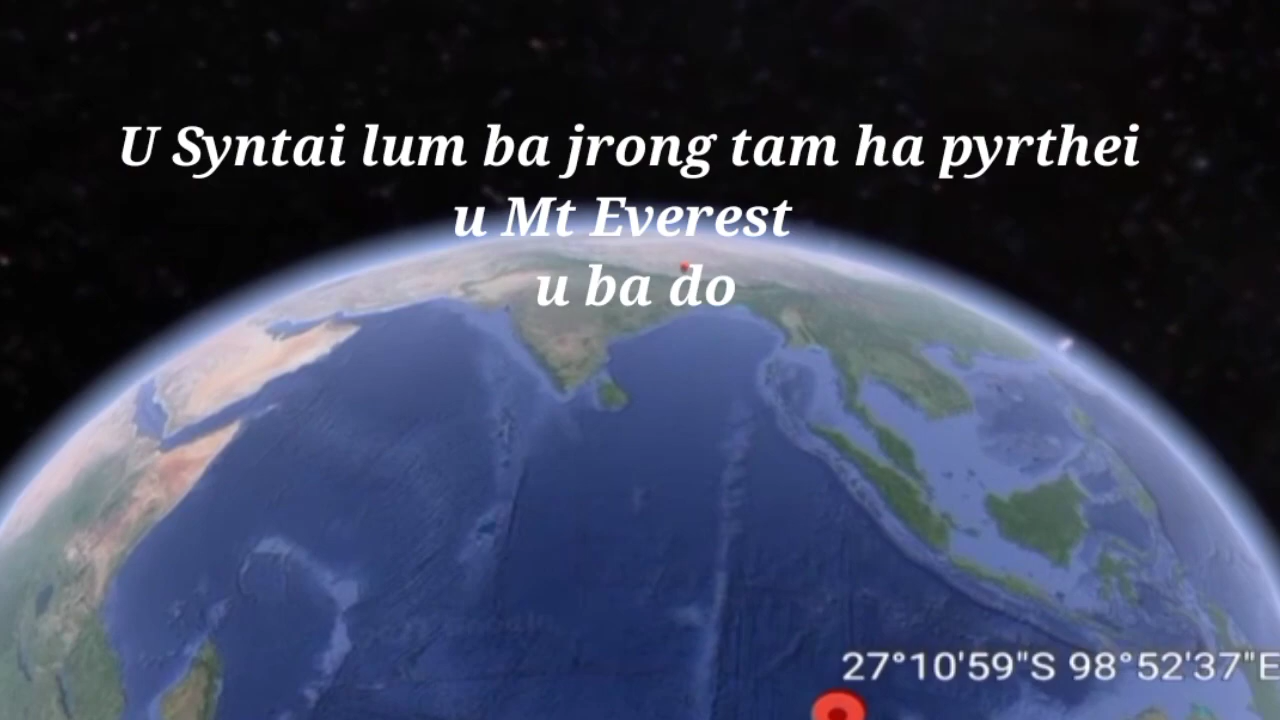 U Syntai lum ba jrong tam ha pyrthei
u Mt Everest
u ba do
27°10'59"S 98°52'37"E